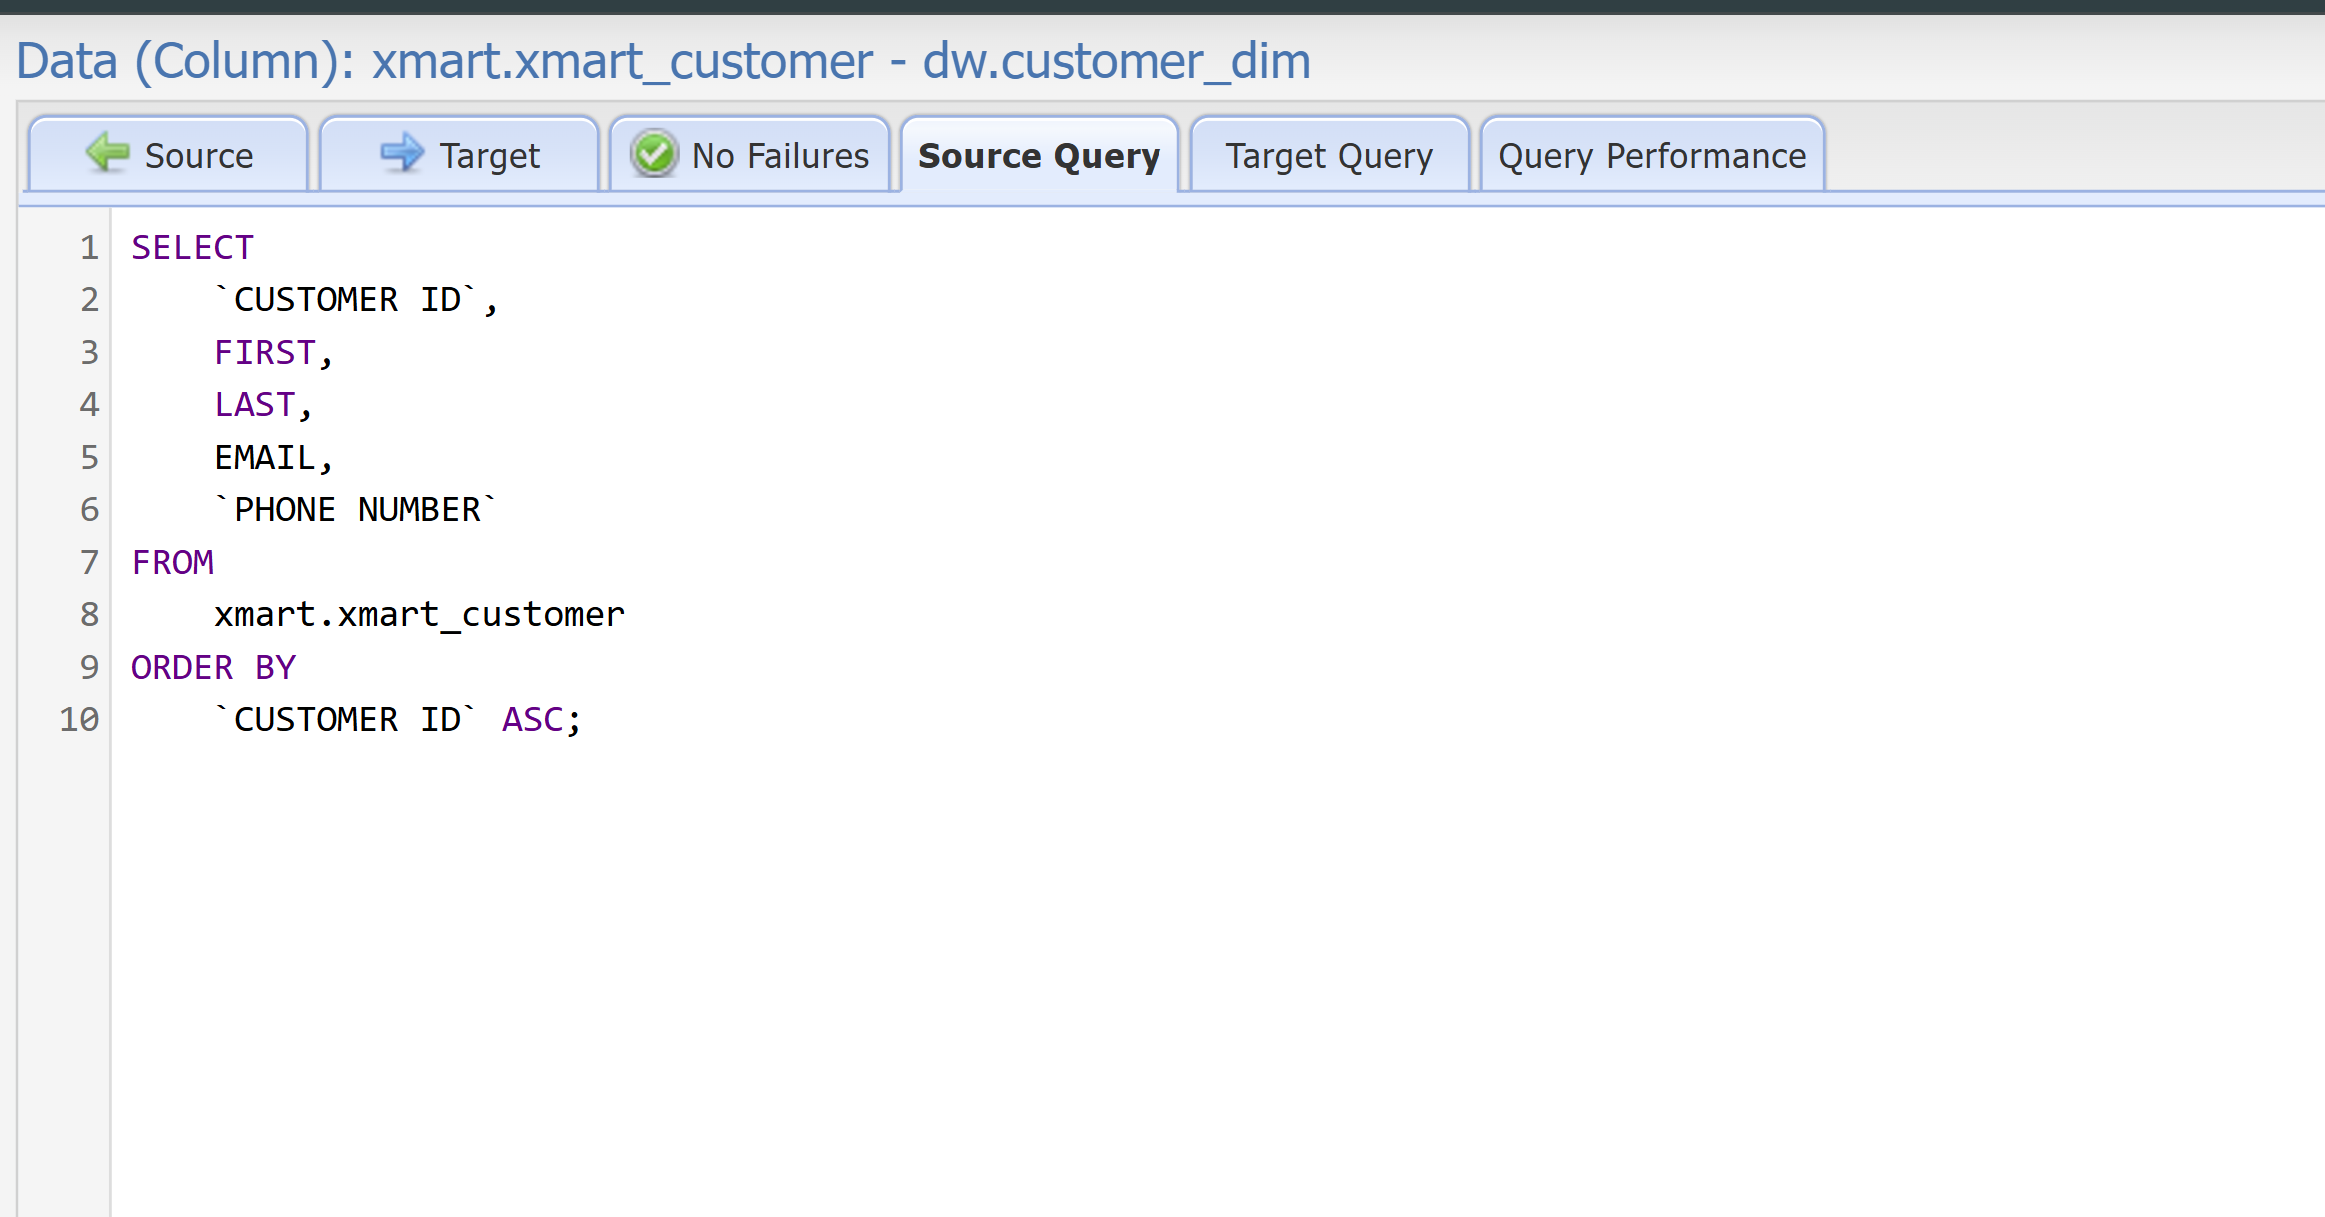 Data (Column): xmart.xmart_customer - dw.customer_dim
Source Target No Failures Source Query Target Query Query Performance
1 SELECT
2 `CUSTOMER ID`,
3 FIRST,
4 LAST,
5 EMAIL,
6 `PHONE NUMBER`
7 FROM
8 xmart.xmart_customer
9 ORDER BY
10 `CUSTOMER ID` ASC;